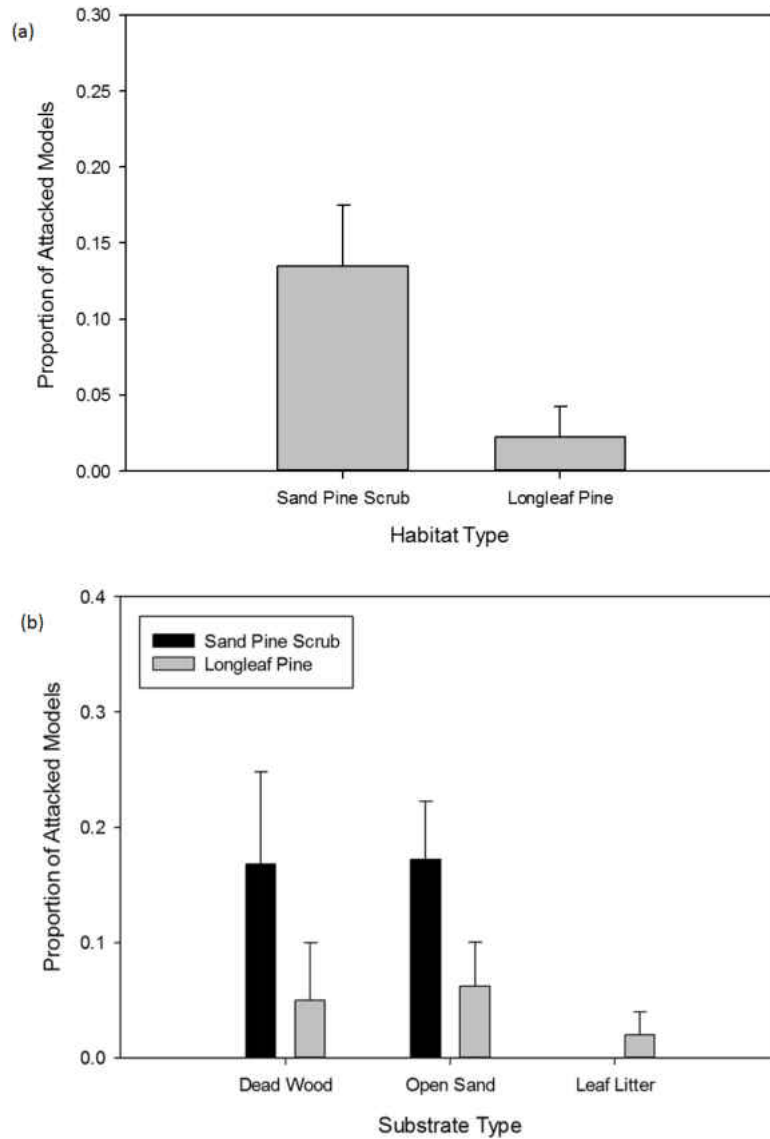 (a)
Proportion of Attacked Models
0.30
0.25
0.20
0.15
0.10
0.05
0.00
Sand Pine Scrub Longleaf Pine
Habitat Type
(b)
Proportion of Attacked Models
0.4
0.3
0.2
0.1
0.0
Sand Pine Scrub
Longleaf Pine
Dead Wood Open Sand Leaf Litter
Substrate Type